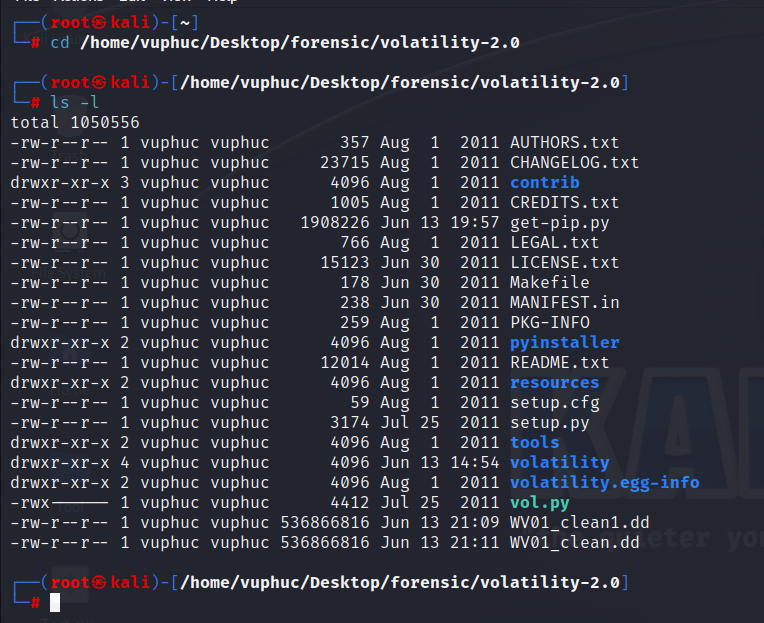 ┌──(root㉿kali)-[~]
└─# cd /home/vuphuc/Desktop/forensic/volatility-2.0
┌──(root㉿kali)-[/home/vuphuc/Desktop/forensic/volatility-2.0]
└─# ls -l
total 1050556
-rw-r--r-- 1 vuphuc vuphuc       357 Aug  1  2011 AUTHORS.txt
-rw-r--r-- 1 vuphuc vuphuc     23715 Aug  1  2011 CHANGELOG.txt
drwxr-xr-x 3 vuphuc vuphuc      4096 Aug  1  2011 contrib
-rw-r--r-- 1 vuphuc vuphuc      1005 Aug  1  2011 CREDITS.txt
-rw-r--r-- 1 vuphuc vuphuc   1908226 Jun 13 19:57 get-pip.py
-rw-r--r-- 1 vuphuc vuphuc       766 Aug  1  2011 LEGAL.txt
-rw-r--r-- 1 vuphuc vuphuc     15123 Jun 30  2011 LICENSE.txt
-rw-r--r-- 1 vuphuc vuphuc       178 Jun 30  2011 Makefile
-rw-r--r-- 1 vuphuc vuphuc       238 Jun 30  2011 MANIFEST.in
-rw-r--r-- 1 vuphuc vuphuc       259 Aug  1  2011 PKG-INFO
drwxr-xr-x 2 vuphuc vuphuc      4096 Aug  1  2011 pyinstaller
-rw-r--r-- 1 vuphuc vuphuc     12014 Aug  1  2011 README.txt
drwxr-xr-x 2 vuphuc vuphuc      4096 Aug  1  2011 resources
-rw-r--r-- 1 vuphuc vuphuc        59 Aug  1  2011 setup.cfg
-rw-r--r-- 1 vuphuc vuphuc      3174 Jul 25  2011 setup.py
drwxr-xr-x 2 vuphuc vuphuc      4096 Aug  1  2011 tools
drwxr-xr-x 4 vuphuc vuphuc      4096 Jun 13 14:54 volatility
drwxr-xr-x 2 vuphuc vuphuc      4096 Aug  1  2011 volatility.egg-info
-rwx------ 1 vuphuc vuphuc      4412 Jul 25  2011 vol.py
-rw-r--r-- 1 vuphuc vuphuc 536866816 Jun 13 21:09 WV01_clean1.dd
-rw-r--r-- 1 vuphuc vuphuc 536866816 Jun 13 21:11 WV01_clean.dd
┌──(root㉿kali)-[/home/vuphuc/Desktop/forensic/volatility-2.0]
└─#